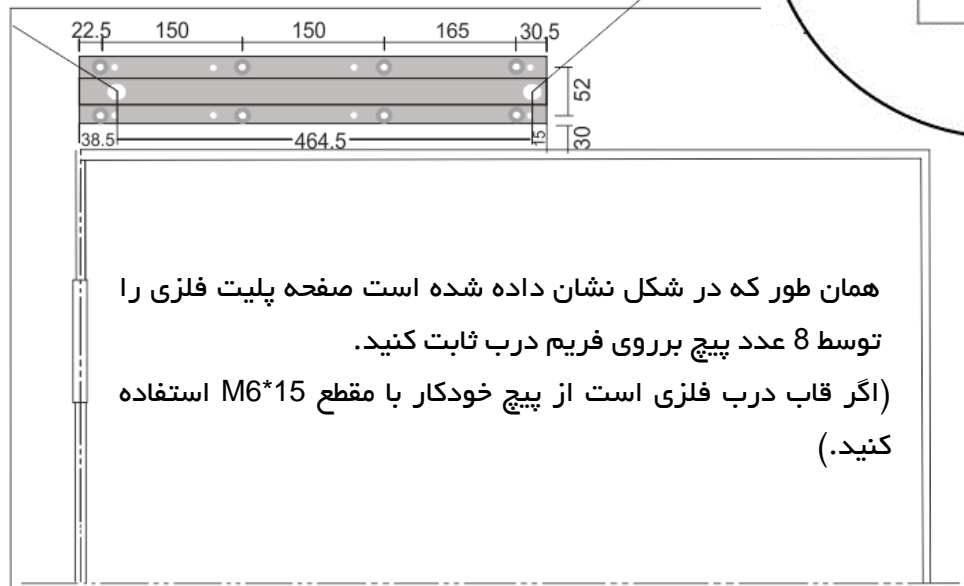 22.5 150 150 165 30.5
52
38.5 464.5 15 30
همان طور که در شکل نشان داده شده است صفحه پلیت فلزی را
توسط 8 عدد پیچ برروی فریم درب ثابت کنید.
(اگر قاب درب فلزی است از پیچ خودکار با مقطع M6*15 استفاده
کنید.)